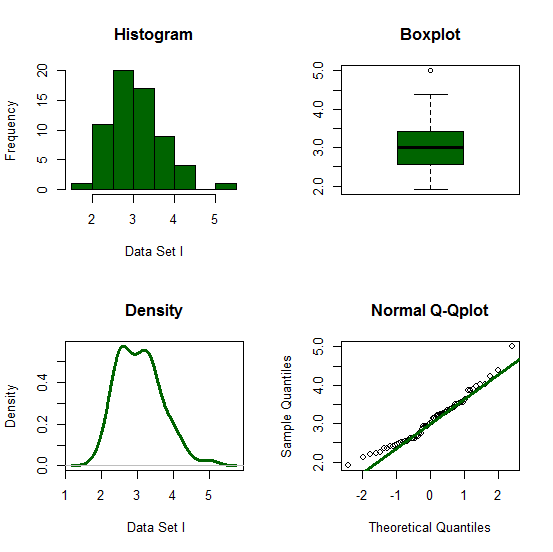 Histogram
Frequency
0 5 10 15 20
2 3 4 5
Data Set I
Boxplot
2.0 3.0 4.0 5.0
Density
Density
0.0 0.2 0.4
1 2 3 4 5
Data Set I
Normal Q-Qplot
Sample Quantiles
2.0 3.0 4.0 5.0
-2 -1 0 1 2
Theoretical Quantiles